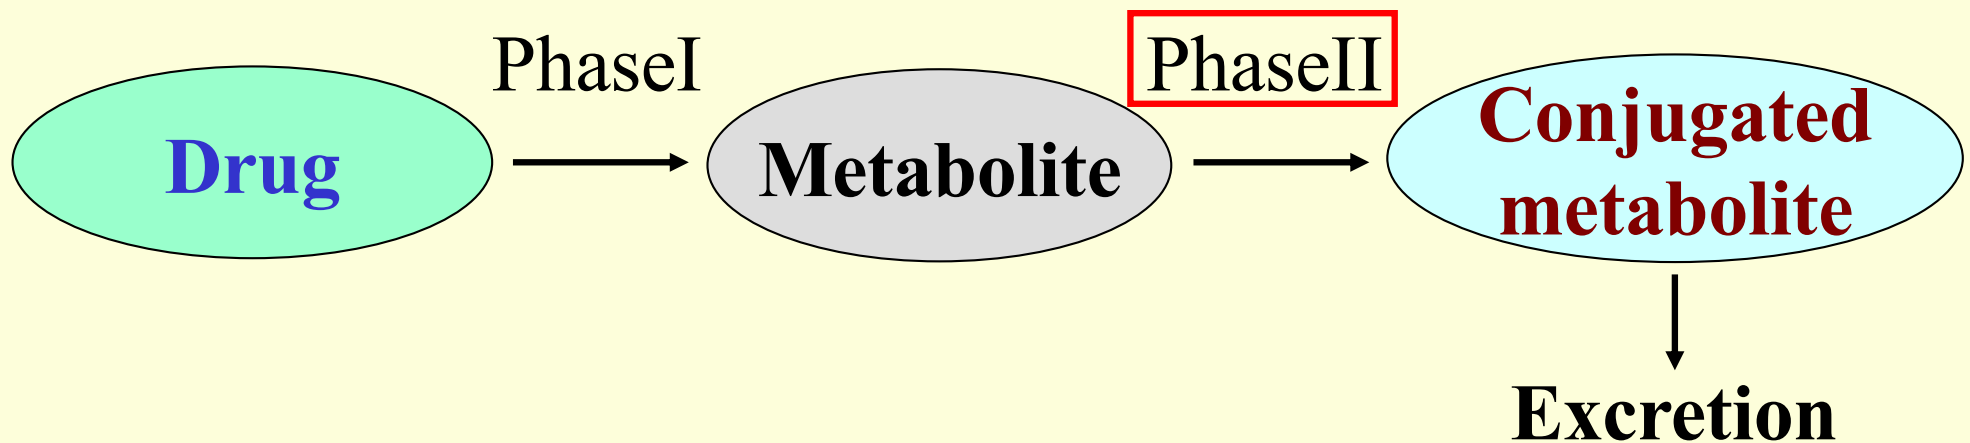 PhaseI
PhaseII
Drug
Metabolite
Conjugated
metabolite
Excretion